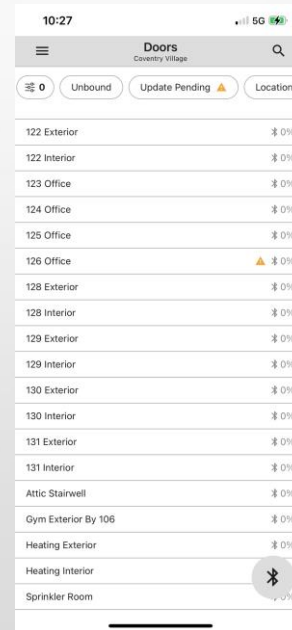 10:27 5G
Doors
Coventry Village
0 Unbound Update Pending Location
122 Exterior 0%
122 Interior 0%
123 Office 0%
124 Office 0%
125 Office 0%
126 Office 0%
128 Exterior 0%
128 Interior 0%
129 Exterior 0%
129 Interior 0%
130 Exterior 0%
130 Interior 0%
131 Exterior 0%
131 Interior 0%
Attic Stairwell 0%
Gym Exterior By 106 0%
Heating Exterior 0%
Heating Interior
Sprinkler Room 0%